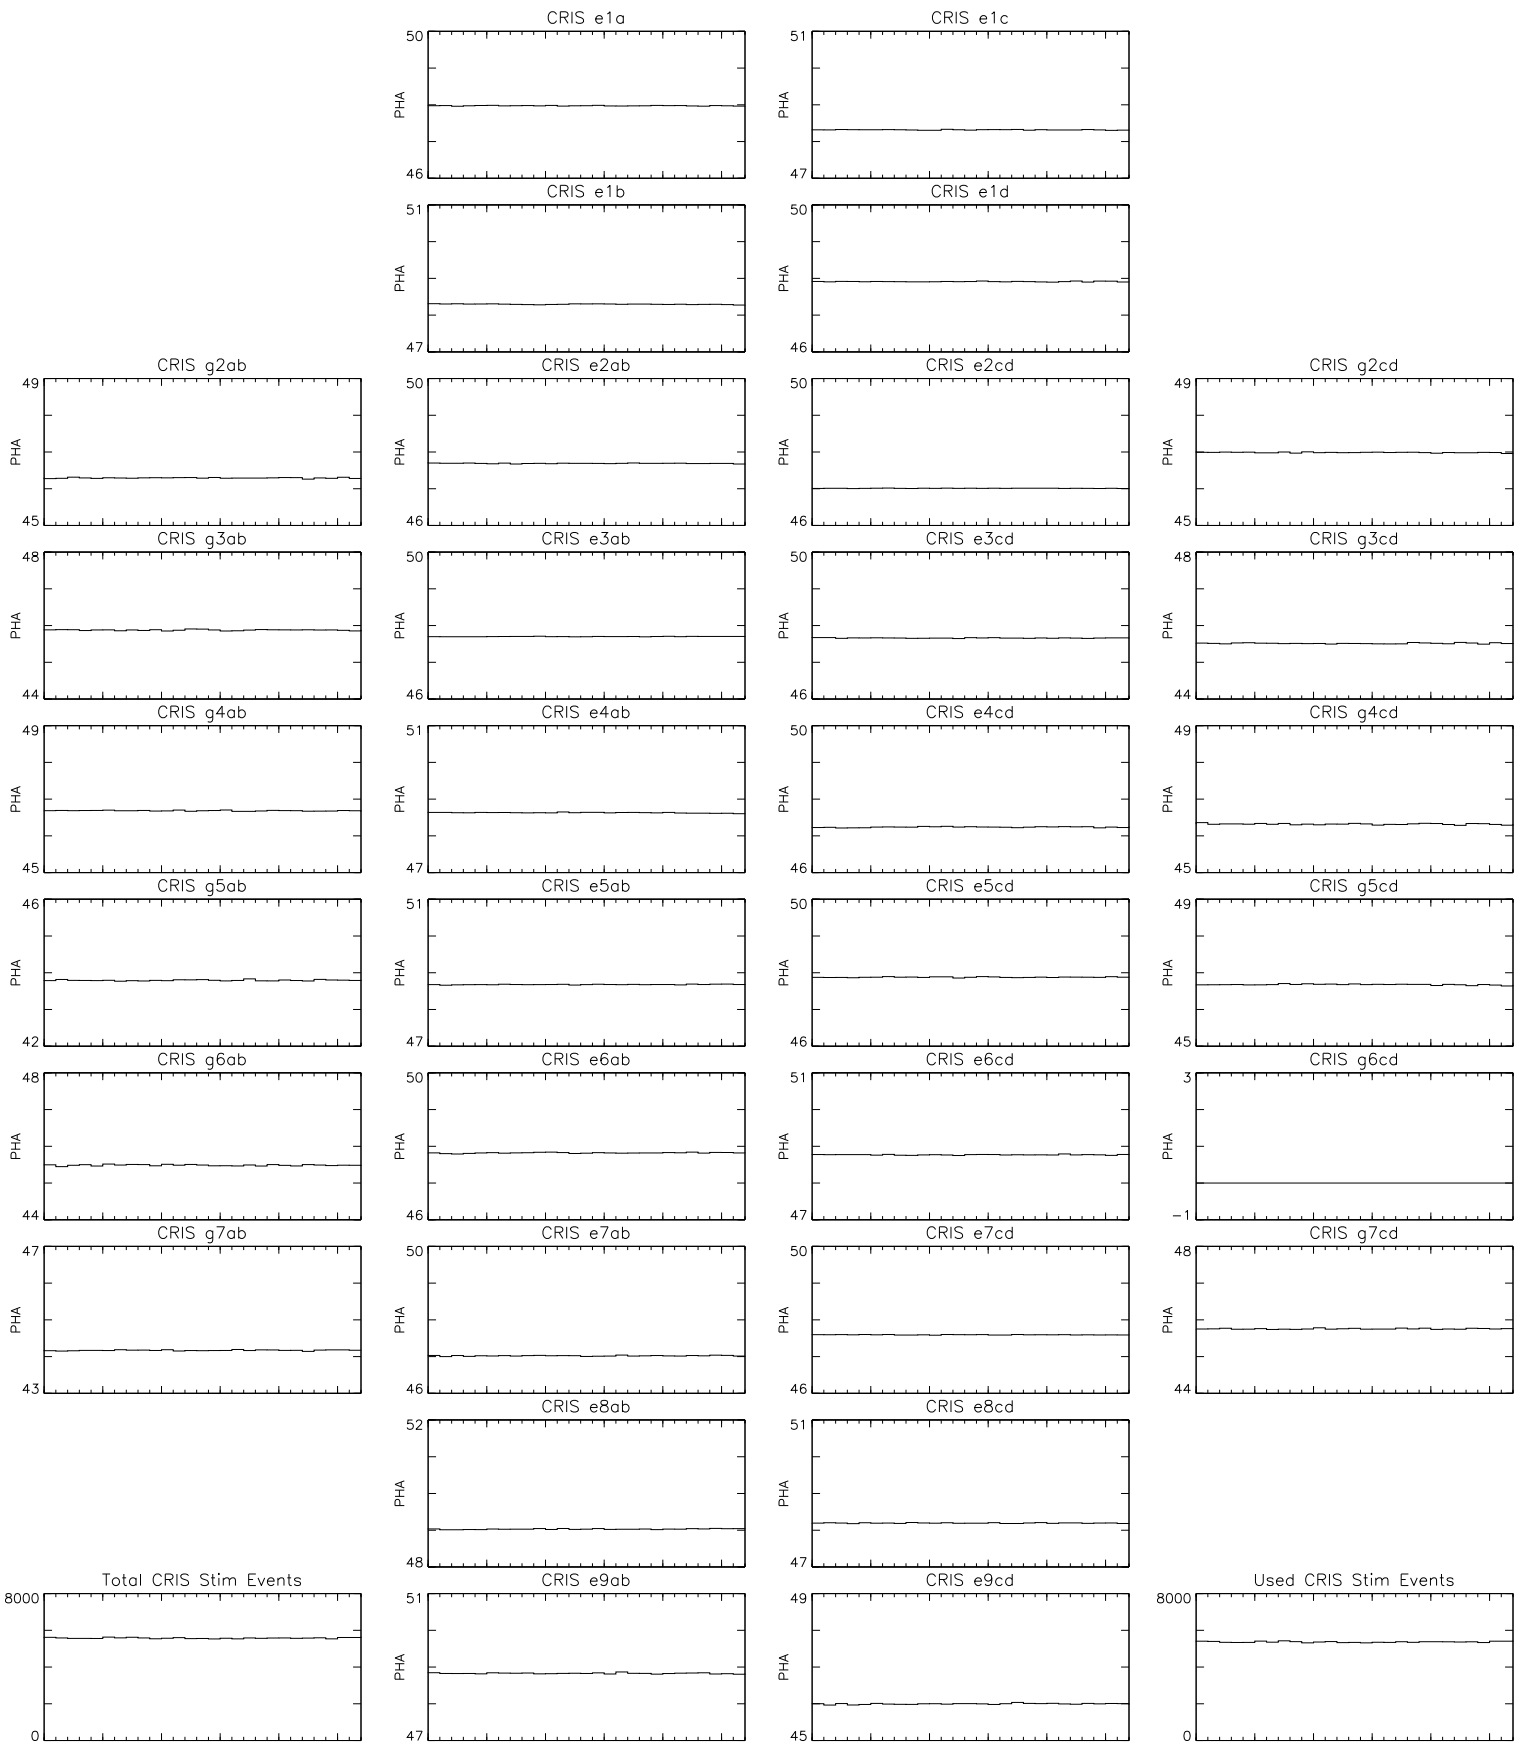 CRIS e1a
50
PHA
46
CRIS e1c
51
PHA
47
CRIS e1b
51
PHA
47
CRIS e1d
50
PHA
46
CRIS g2ab
49
PHA
45
CRIS e2ab
50
PHA
46
CRIS e2cd
50
PHA
46
CRIS g2cd
49
PHA
45
CRIS g3ab
48
PHA
44
CRIS e3ab
50
PHA
46
CRIS e3cd
50
PHA
46
CRIS g3cd
48
PHA
44
CRIS g4ab
49
PHA
45
CRIS e4ab
51
PHA
47
CRIS e4cd
50
PHA
46
CRIS g4cd
49
PHA
45
CRIS g5ab
46
PHA
42
CRIS e5ab
51
PHA
47
CRIS e5cd
50
PHA
46
CRIS g5cd
49
PHA
45
CRIS g6ab
48
PHA
44
CRIS e6ab
50
PHA
46
CRIS e6cd
51
PHA
47
CRIS g6cd
3
PHA
-1
CRIS g7ab
47
PHA
43
CRIS e7ab
50
PHA
46
CRIS e7cd
50
PHA
46
CRIS g7cd
48
PHA
44
CRIS e8ab
52
PHA
48
CRIS e8cd
51
PHA
47
Total CRIS Stim Events
8000
0
CRIS e9ab
51
PHA
47
CRIS e9cd
49
PHA
45
Used CRIS Stim Events
8000
0